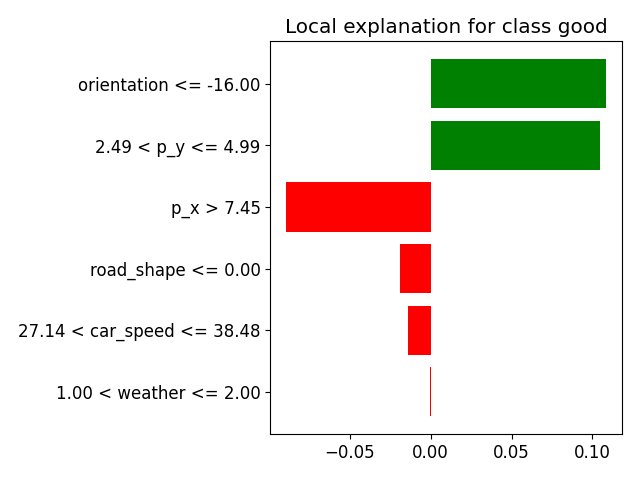 Local explanation for class good
orientation <= -16.00
2.49 < p_y <= 4.99
p_x > 7.45
road_shape <= 0.00
27.14 < car_speed <= 38.48
1.00 < weather <= 2.00
−0.05 0.00 0.05 0.10